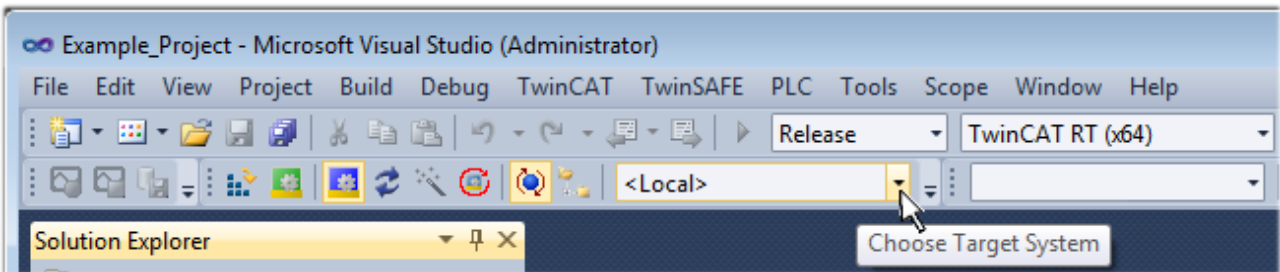 Example_Project - Microsoft Visual Studio (Administrator)
File Edit View Project Build Debug TwinCAT TwinSAFE PLC Tools Scope Window Help
Release TwinCAT RT (x64)
<Local>
Solution Explorer
Choose Target System